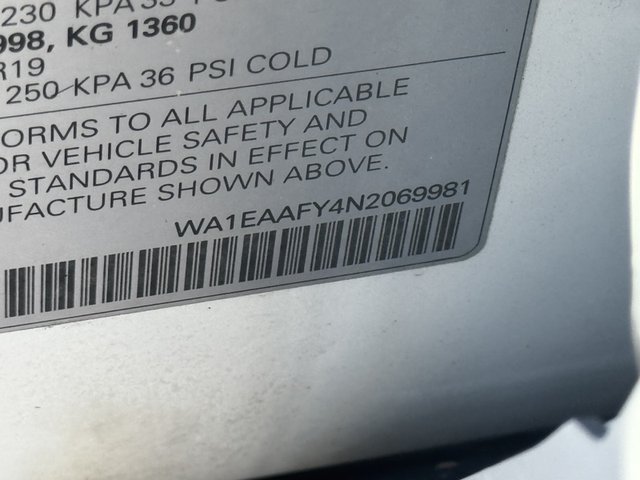 230 KPA 33
998, KG 1360
R19
250 KPA 36 PSI COLD
ORMS TO ALL APPLICABLE
OR VEHICLE SAFETY AND
STANDARDS IN EFFECT ON
UFACTURE SHOWN ABOVE.
WA1EAAFY4N2069981